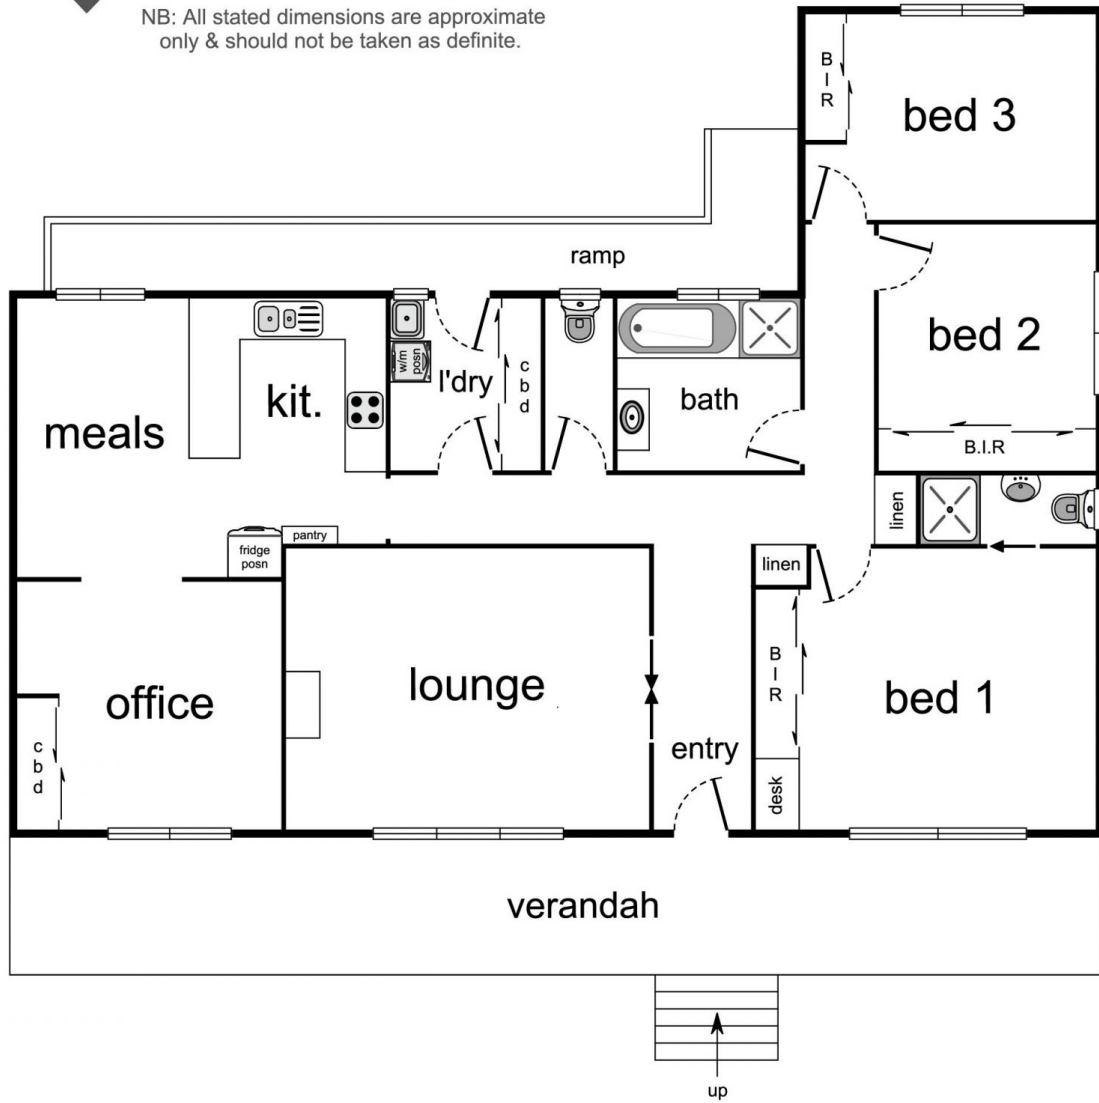 NB: All stated dimensions are approximate
only & should not be taken as definite.
B
I
R
bed 3
ramp
bed 2
B.I.R
meals
kit.
w/m
posn
l'dry
c
b
d
bath
linen
pantry
fridge
posn
linen
office
lounge
B
I
R
bed 1
c
b
d
entry
desk
verandah
up